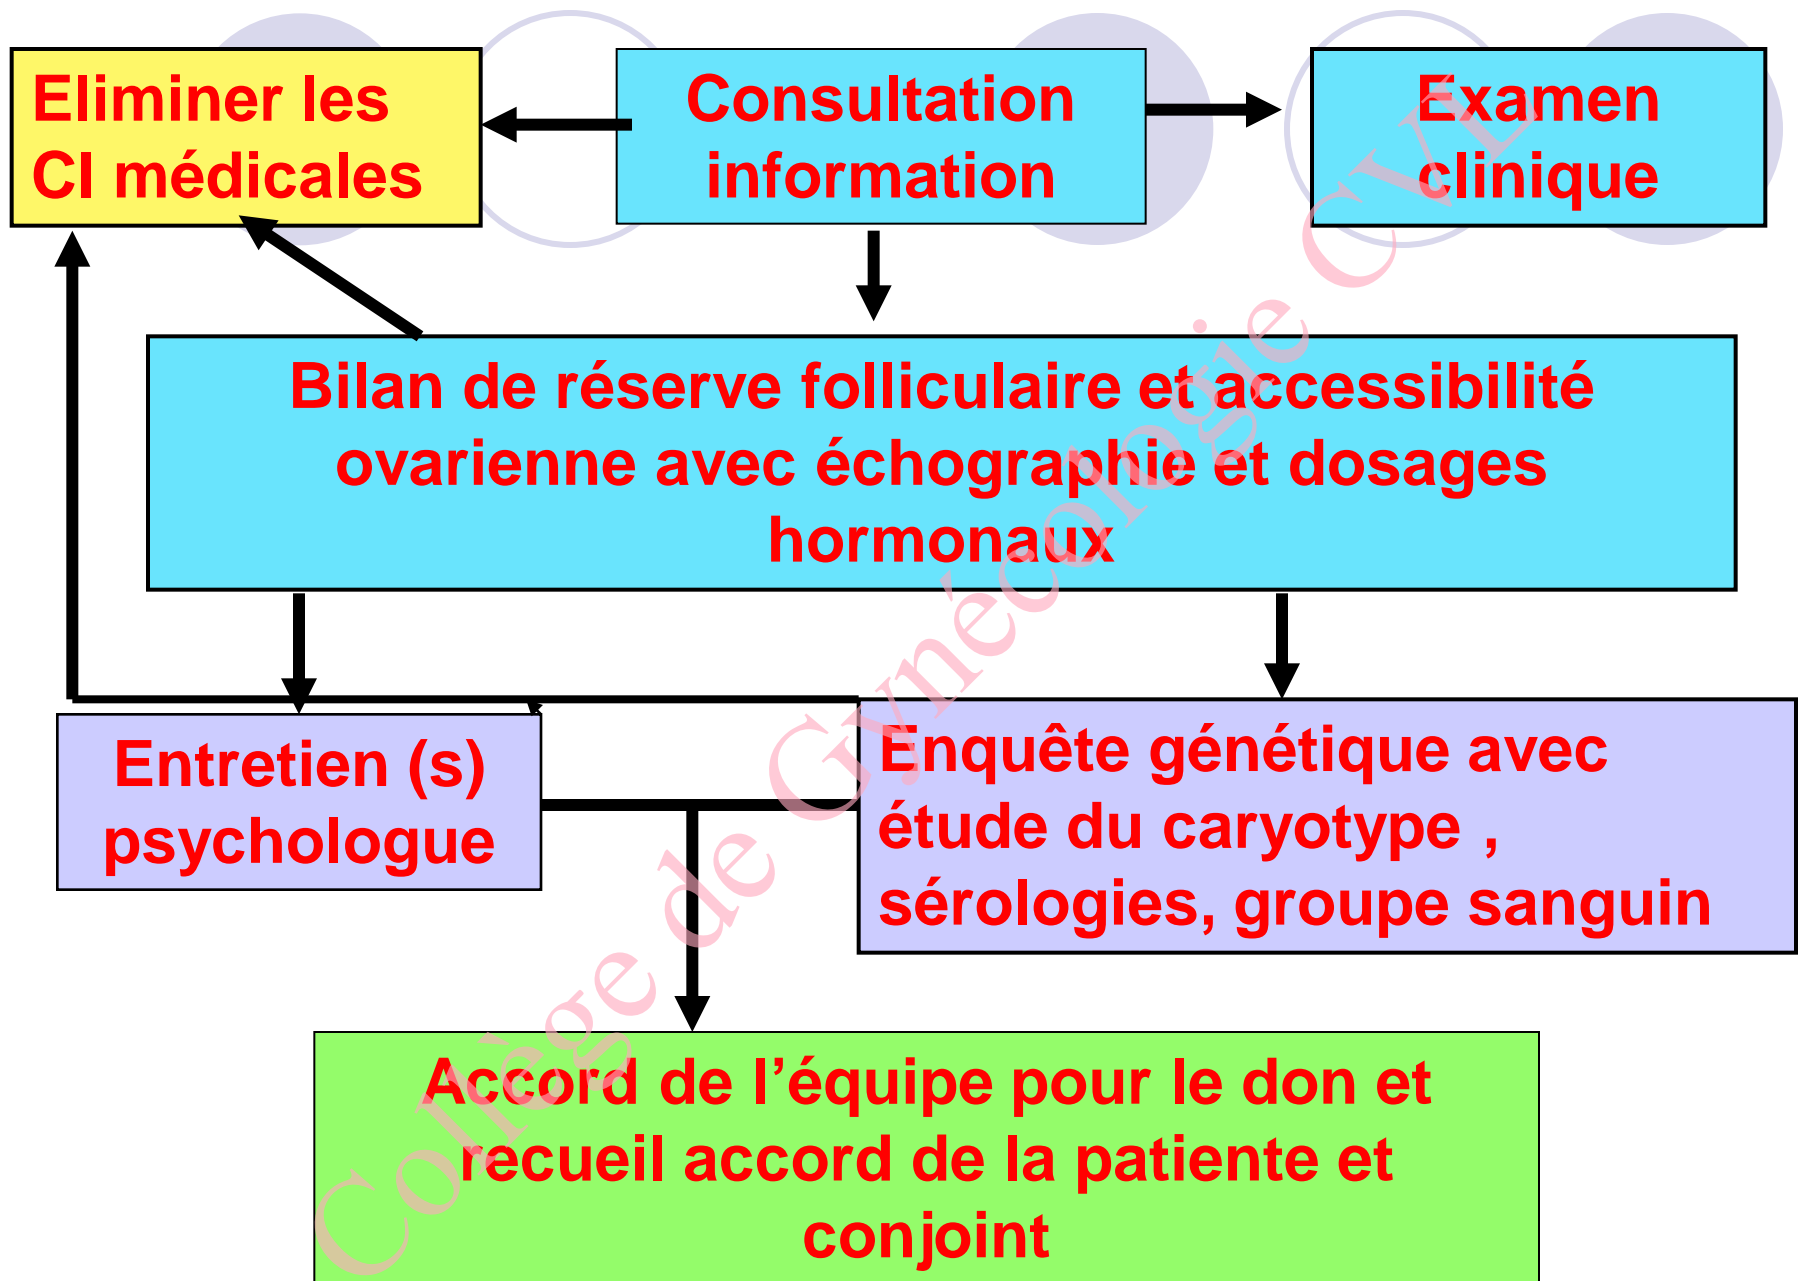 Eliminer les
CI médicales
Consultation
information
Examen
clinique
Bilan de réserve folliculaire et accessibilité
ovarienne avec échographie et dosages
hormonaux
Entretien (s)
psychologue
Enquête génétique avec
étude du caryotype ,
sérologies, groupe sanguin
Accord de l’équipe pour le don et
recueil accord de la patiente et
conjoint
Collège de Gynécologie CVL